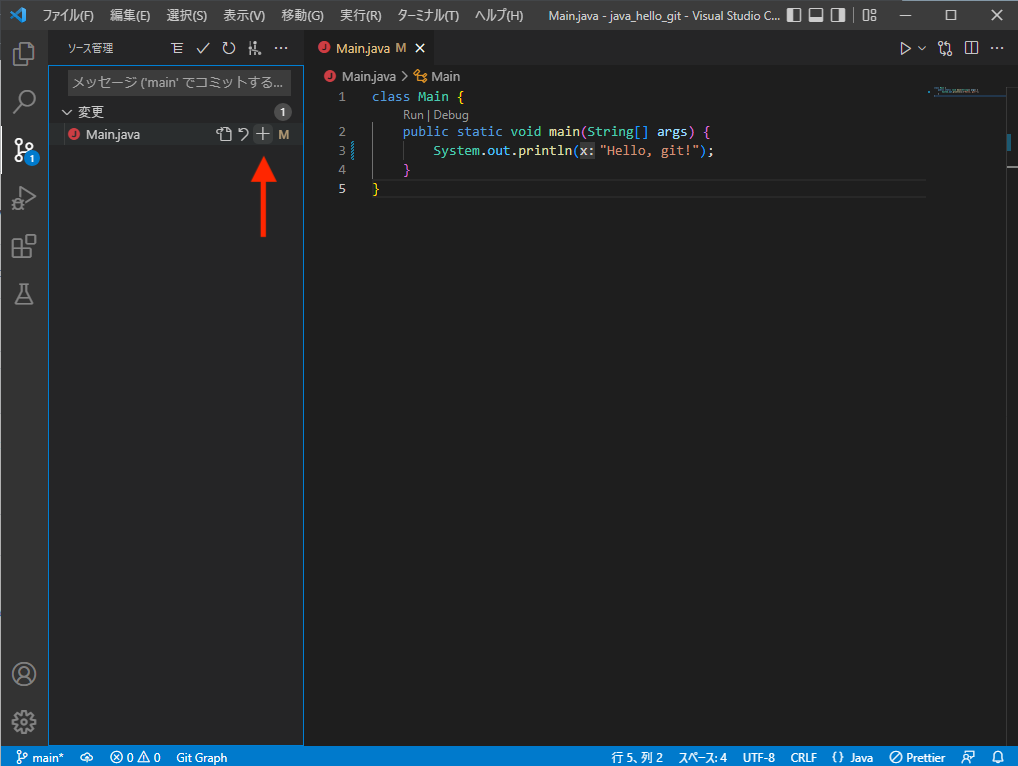 ファイル(F) 編集(E) 選択(S) 表示(V) 移動(G) 実行(R) ターミナル(T) ヘルプ(H) Main.java - java_hello_git - Visual Studio C...
ソース管理
メッセージ ('main' でコミットする...
変更 1
Main.java M
1
Main.java M
Main.java > Main
1 class Main {
Run | Debug
2 public static void main(String[] args) {
3 System.out.println(x: "Hello, git!");
4 }
5 }
main* 0 0 Git Graph 行 5、列 2 スペース: 4 UTF-8 CRLF {} Java Prettier